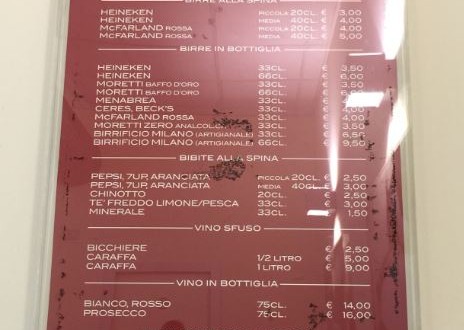 BIRRE ALLA SPINA
HEINEKEN PICCOLA 20CL. € 3,00
HEINEKEN MEDIA 40CL. € 4,00
McFARLAND ROSSA PICCOLA 20CL. € 4,00
McFARLAND ROSSA MEDIA 40CL. € 5,00
BIRRE IN BOTTIGLIA
HEINEKEN 33CL. € 3,50
HEINEKEN 66CL. € 6,00
MORETTI BAFFO D'ORO 33CL. € 3,50
MORETTI BAFFO D'ORO 66CL. € 6,00
MENABREA 33CL. €
CERES, BECK'S 33CL. € 4,00
McFARLAND ROSSA 33CL. € 4,00
MORETTI ZERO ANALCOLICA 33CL. € 3,50
BIRRIFICIO MILANO (ARTIGIANALE) 33CL. € 6,50
BIRRIFICIO MILANO (ARTIGIANALE) 66CL. € 9,50
BIBITE ALLA SPINA
PEPSI, 7UP, ARANCIATA PICCOLA 20CL. € 2,50
PEPSI, 7UP, ARANCIATA MEDIA 40CL. € 3,00
CHINOTTO 20CL. € 2,50
TE' FREDDO LIMONE/PESCA 33CL. € 2,50
MINERALE 33CL. € 1,50
VINO SFUSO
BICCHIERE € 2,50
CARAFFA 1/2 LITRO € 5,00
CARAFFA 1 LITRO € 9,00
VINO IN BOTTIGLIA
BIANCO, ROSSO 75CL. € 14,00
PROSECCO 75CL. € 16,00